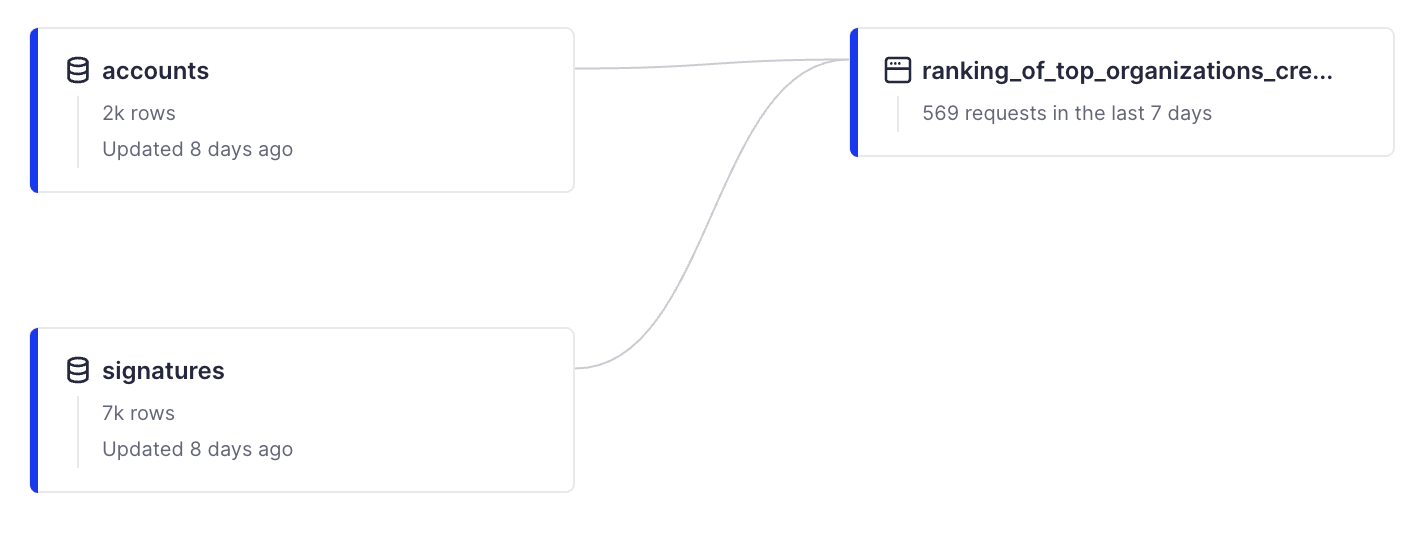 accounts
2k rows
Updated 8 days ago
ranking_of_top_organizations_cre...
569 requests in the last 7 days
signatures
7k rows
Updated 8 days ago